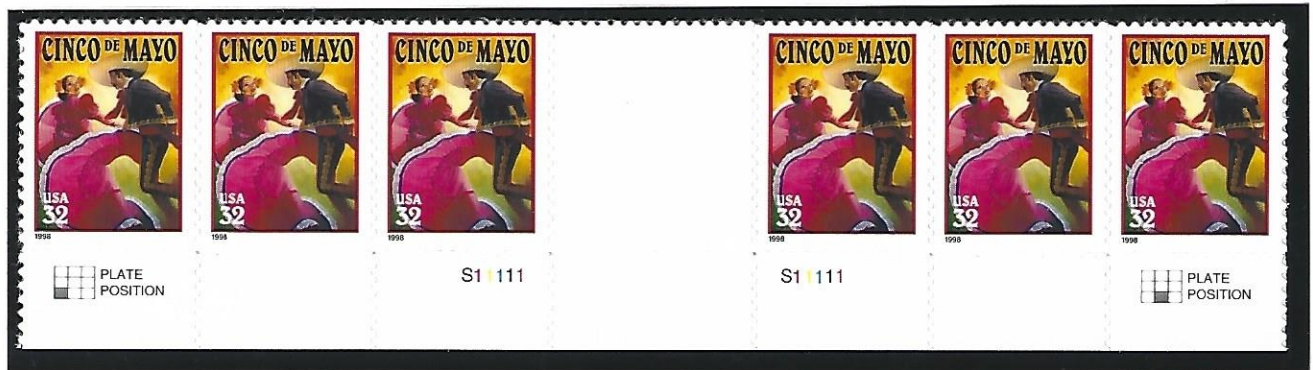 CINCO DE MAYO
USA
32
1998
CINCO DE MAYO
USA
32
1998
CINCO DE MAYO
USA
32
1998
CINCO DE MAYO
USA
32
1998
CINCO DE MAYO
USA
32
1998
CINCO DE MAYO
USA
32
1998
PLATE
POSITION
S11111
S11111
PLATE
POSITION